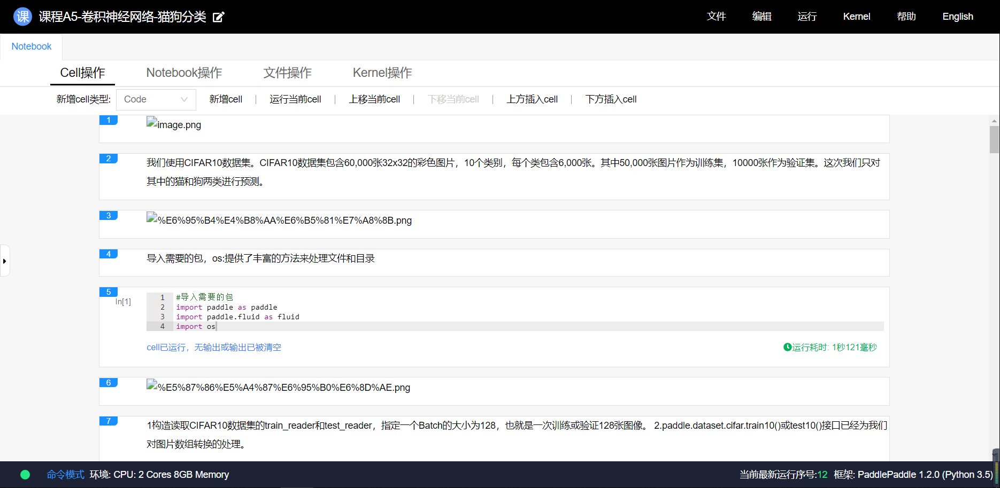 课 课程A5-卷积神经网络-猫狗分类 文件 编辑 运行 Kernel 帮助 English
Notebook
Cell操作 Notebook操作 文件操作 Kernel操作
新增cell类型: Code 新增cell 运行当前cell 上移当前cell 下移当前cell 上方插入cell 下方插入cell
1
image.png
2
我们使用CIFAR10数据集。CIFAR10数据集包含60,000张32x32的彩色图片，10个类别，每个类包含6,000张。其中50,000张图片作为训练集，10000张作为验证集。这次我们只对
其中的猫和狗两类进行预测。
3
%E6%95%B4%E4%B8%AA%E6%B5%81%E7%A8%8B.png
4
导入需要的包，os:提供了丰富的方法来处理文件和目录
5
In[1]
1 #导入需要的包
2 import paddle as paddle
3 import paddle.fluid as fluid
4 import os
cell已运行，无输出或输出已被清空 运行耗时: 1秒121毫秒
6
%E5%87%86%E5%A4%87%E6%95%B0%E6%8D%AE.png
7
1构造读取CIFAR10数据集的train_reader和test_reader，指定一个Batch的大小为128，也就是一次训练或验证128张图像。 2.paddle.dataset.cifar.train10()或test10()接口已经为我们
对图片数组转换的处理。
命令模式 环境: CPU: 2 Cores 8GB Memory 当前最新运行序号:12 框架: PaddlePaddle 1.2.0 (Python 3.5)